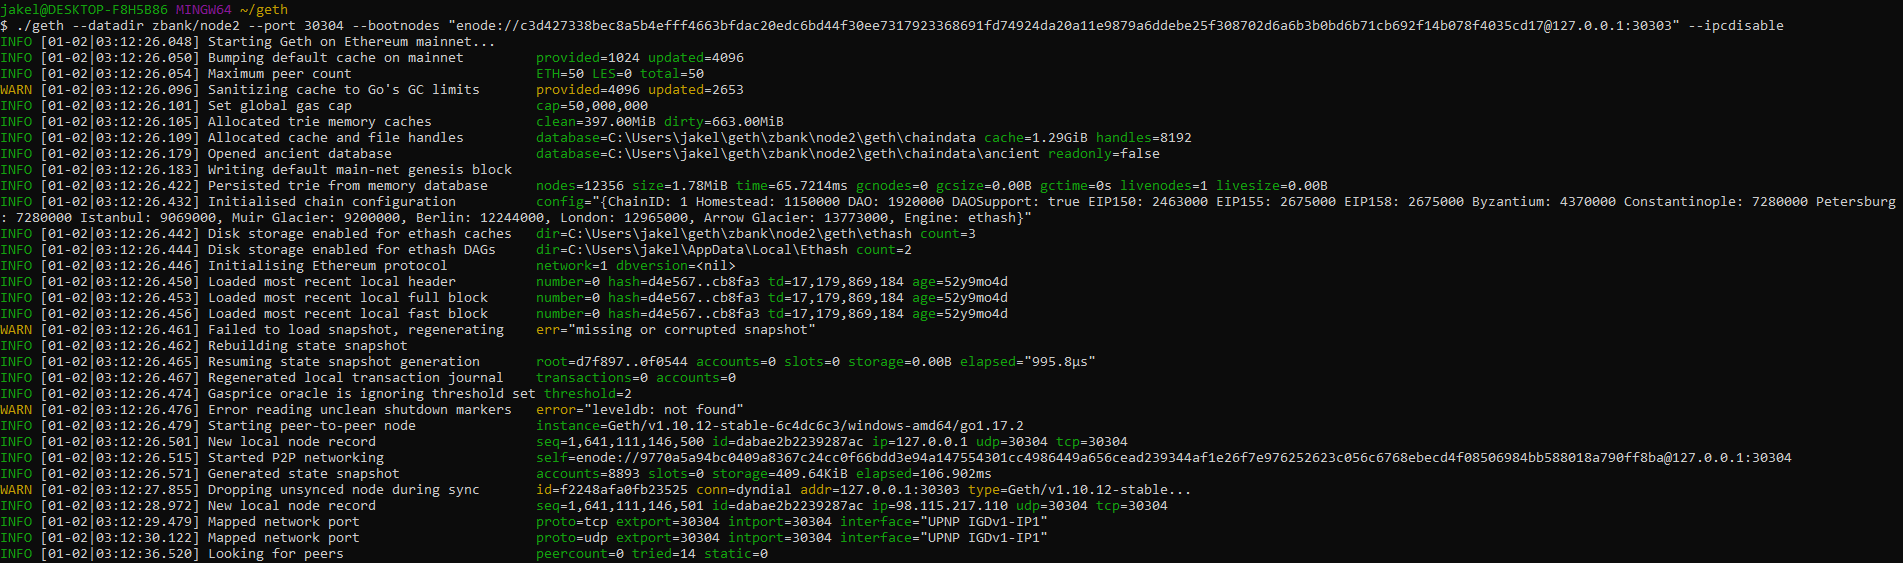 jakel@DESKTOP-F8H5B86 MINGW64 ~/geth
$ ./geth --datadir zbank/node2 --port 30304 --bootnodes "enode://c3d427338bec8a5b4efff4663bfdac20edc6bd44f30ee7317923368691fd74924da20a11e9879a6ddebe25f308702d6a6b3b0bd6b71cb692f14b078f4035cd17@127.0.0.1:30303" --ipcdisable
INFO [01-02|03:12:26.048] Starting Geth on Ethereum mainnet...
INFO [01-02|03:12:26.050] Bumping default cache on mainnet provided=1024 updated=4096
INFO [01-02|03:12:26.054] Maximum peer count ETH=50 LES=0 total=50
WARN [01-02|03:12:26.096] Sanitizing cache to Go's GC limits provided=4096 updated=2653
INFO [01-02|03:12:26.101] Set global gas cap cap=50,000,000
INFO [01-02|03:12:26.105] Allocated trie memory caches clean=397.00MiB dirty=663.00MiB
INFO [01-02|03:12:26.109] Allocated cache and file handles database=C:\Users\jakel\geth\zbank\node2\geth\chaindata cache=1.29GiB handles=8192
INFO [01-02|03:12:26.179] Opened ancient database database=C:\Users\jakel\geth\zbank\node2\geth\chaindata\ancient readonly=false
INFO [01-02|03:12:26.183] Writing default main-net genesis block
INFO [01-02|03:12:26.422] Persisted trie from memory database nodes=12356 size=1.78MiB time=65.7214ms gcnodes=0 gcsize=0.00B gctime=0s livenodes=1 livesize=0.00B
INFO [01-02|03:12:26.432] Initialised chain configuration config="{ChainID: 1 Homestead: 1150000 DAO: 1920000 DAOSupport: true EIP150: 2463000 EIP155: 2675000 EIP158: 2675000 Byzantium: 4370000 Constantinople: 7280000 Petersburg
: 7280000 Istanbul: 9069000, Muir Glacier: 9200000, Berlin: 12244000, London: 12965000, Arrow Glacier: 13773000, Engine: ethash}"
INFO [01-02|03:12:26.442] Disk storage enabled for ethash caches dir=C:\Users\jakel\geth\zbank\node2\geth\ethash count=3
INFO [01-02|03:12:26.444] Disk storage enabled for ethash DAGs dir=C:\Users\jakel\AppData\Local\Ethash count=2
INFO [01-02|03:12:26.446] Initialising Ethereum protocol network=1 dbversion=<nil>
INFO [01-02|03:12:26.450] Loaded most recent local header number=0 hash=d4e567..cb8fa3 td=17,179,869,184 age=52y9mo4d
INFO [01-02|03:12:26.453] Loaded most recent local full block number=0 hash=d4e567..cb8fa3 td=17,179,869,184 age=52y9mo4d
INFO [01-02|03:12:26.456] Loaded most recent local fast block number=0 hash=d4e567..cb8fa3 td=17,179,869,184 age=52y9mo4d
WARN [01-02|03:12:26.461] Failed to load snapshot, regenerating err="missing or corrupted snapshot"
INFO [01-02|03:12:26.462] Rebuilding state snapshot
INFO [01-02|03:12:26.465] Resuming state snapshot generation root=d7f897..0f0544 accounts=0 slots=0 storage=0.00B elapsed="995.8µs"
INFO [01-02|03:12:26.467] Regenerated local transaction journal transactions=0 accounts=0
INFO [01-02|03:12:26.474] Gasprice oracle is ignoring threshold set threshold=2
WARN [01-02|03:12:26.476] Error reading unclean shutdown markers error="leveldb: not found"
INFO [01-02|03:12:26.479] Starting peer-to-peer node instance=Geth/v1.10.12-stable-6c4dc6c3/windows-amd64/go1.17.2
INFO [01-02|03:12:26.501] New local node record seq=1,641,111,146,500 id=dabae2b2239287ac ip=127.0.0.1 udp=30304 tcp=30304
INFO [01-02|03:12:26.515] Started P2P networking self=enode://9770a5a94bc0409a8367c24cc0f66bdd3e94a147554301cc4986449a656cead239344af1e26f7e976252623c056c6768ebecd4f08506984bb588018a790ff8ba@127.0.0.1:30304
INFO [01-02|03:12:26.571] Generated state snapshot accounts=8893 slots=0 storage=409.64KiB elapsed=106.902ms
WARN [01-02|03:12:27.855] Dropping unsynced node during sync id=f2248afa0fb23525 conn=dyndial addr=127.0.0.1:30303 type=Geth/v1.10.12-stable...
INFO [01-02|03:12:28.972] New local node record seq=1,641,111,146,501 id=dabae2b2239287ac ip=98.115.217.110 udp=30304 tcp=30304
INFO [01-02|03:12:29.479] Mapped network port proto=tcp extport=30304 intport=30304 interface="UPNP IGDv1-IP1"
INFO [01-02|03:12:30.122] Mapped network port proto=udp extport=30304 intport=30304 interface="UPNP IGDv1-IP1"
INFO [01-02|03:12:36.520] Looking for peers peercount=0 tried=14 static=0